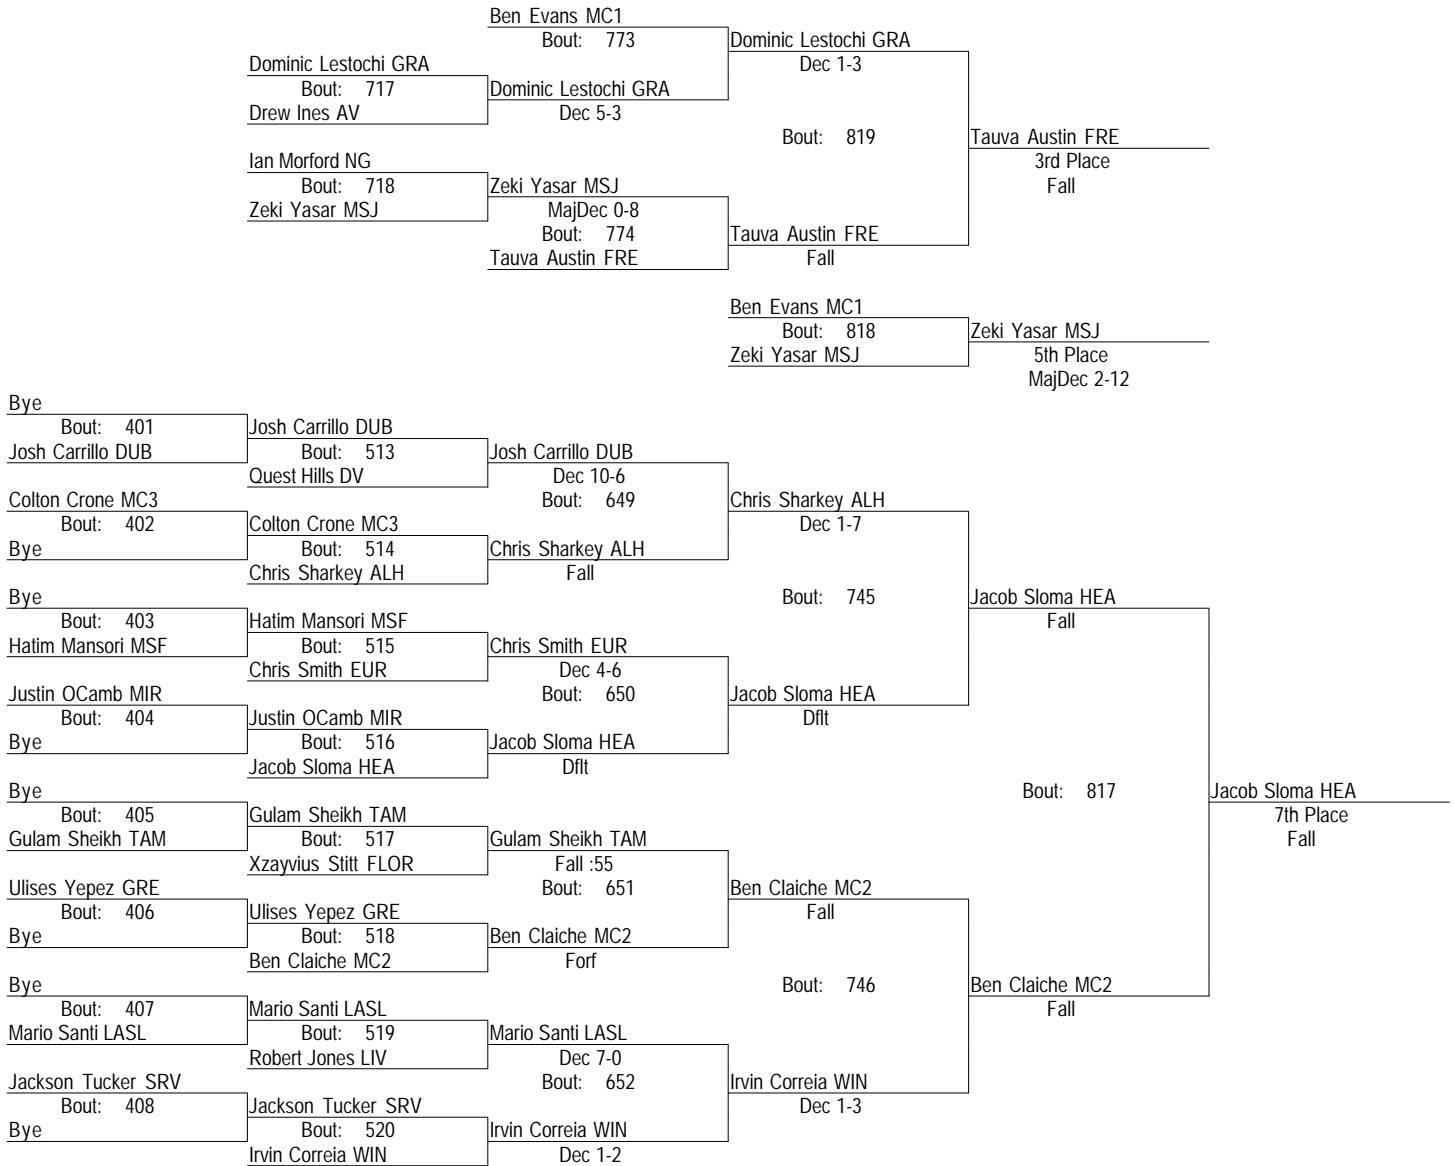 Ben Evans MC1
Bout: 773
Dominic Lestochi GRA
Dominic Lestochi GRA
Dec 1-3
Bout: 717
Dominic Lestochi GRA
Drew Ines AV
Dec 5-3
Bout: 819
Tauva Austin FRE
Ian Morford NG
3rd Place
Bout: 718
Zeki Yasar MSJ
Fall
Zeki Yasar MSJ
MajDec 0-8
Bout: 774
Tauva Austin FRE
Tauva Austin FRE
Fall
Ben Evans MC1
Bout: 818
Zeki Yasar MSJ
Zeki Yasar MSJ
5th Place
MajDec 2-12
Bye
Bout: 401
Josh Carrillo DUB
Josh Carrillo DUB
Bout: 513
Josh Carrillo DUB
Quest Hills DV
Dec 10-6
Colton Crone MC3
Bout: 649
Chris Sharkey ALH
Bout: 402
Colton Crone MC3
Dec 1-7
Bye
Bout: 514
Chris Sharkey ALH
Chris Sharkey ALH
Fall
Bye
Bout: 745
Jacob Sloma HEA
Bout: 403
Hatim Mansori MSF
Fall
Hatim Mansori MSF
Bout: 515
Chris Smith EUR
Chris Smith EUR
Dec 4-6
Justin OCamb MIR
Bout: 650
Jacob Sloma HEA
Bout: 404
Justin OCamb MIR
Dflt
Bye
Bout: 516
Jacob Sloma HEA
Jacob Sloma HEA
Dflt
Bye
Bout: 817
Jacob Sloma HEA
Bout: 405
Gulam Sheikh TAM
7th Place
Gulam Sheikh TAM
Bout: 517
Gulam Sheikh TAM
Fall
Xzayvius Stitt FLOR
Fall :55
Ulises Yepez GRE
Bout: 651
Ben Claiche MC2
Bout: 406
Ulises Yepez GRE
Fall
Bye
Bout: 518
Ben Claiche MC2
Ben Claiche MC2
Forf
Bye
Bout: 746
Ben Claiche MC2
Bout: 407
Mario Santi LASL
Fall
Mario Santi LASL
Bout: 519
Mario Santi LASL
Robert Jones LIV
Dec 7-0
Jackson Tucker SRV
Bout: 652
Irvin Correia WIN
Bout: 408
Jackson Tucker SRV
Dec 1-3
Bye
Bout: 520
Irvin Correia WIN
Irvin Correia WIN
Dec 1-2